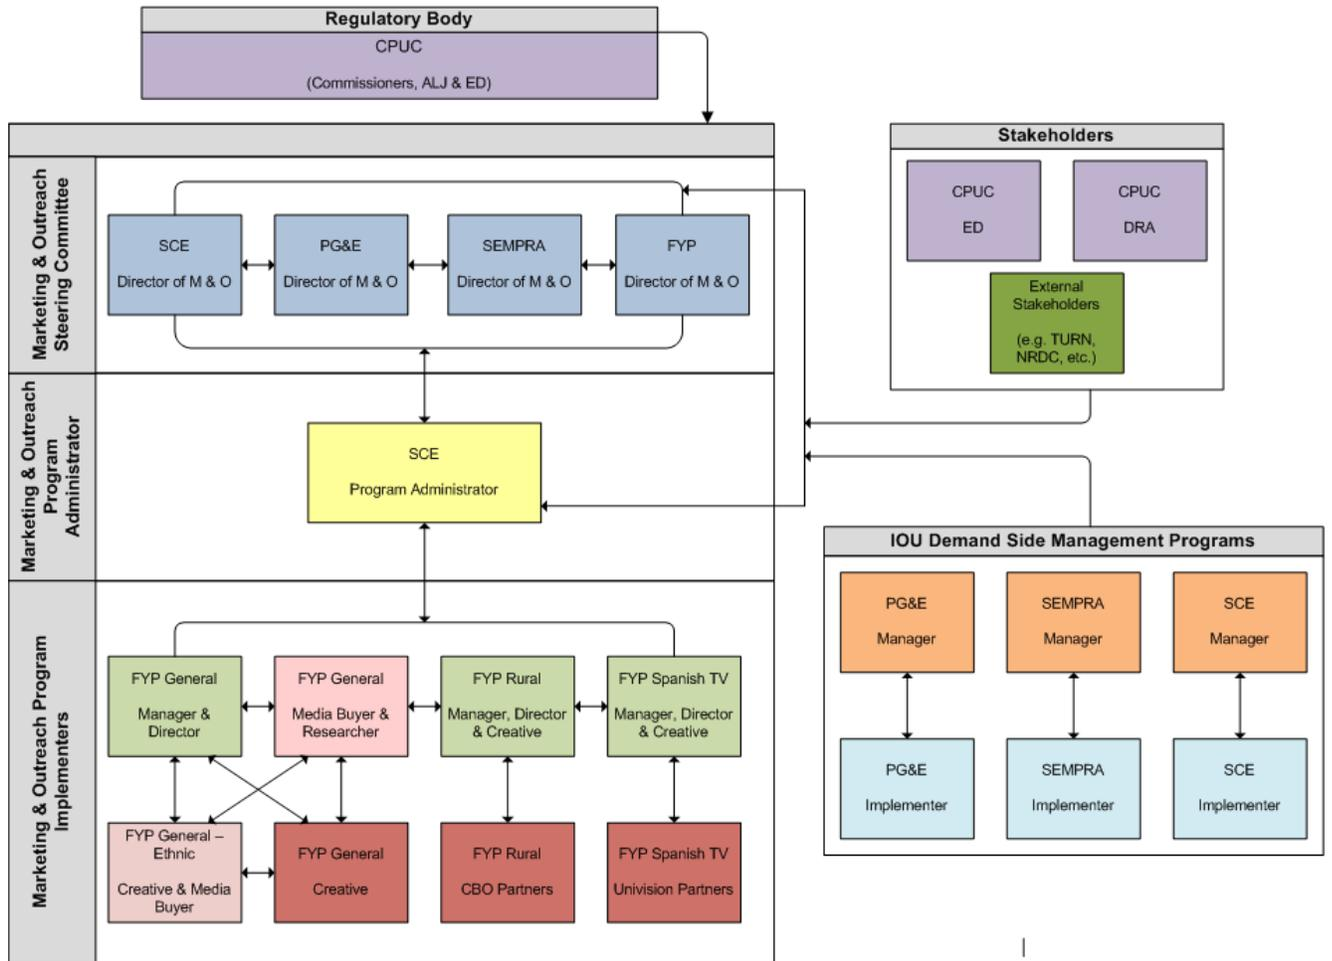 Regulatory Body
CPUC
(Commissioners, ALJ & ED)
Marketing & Outreach
Steering Committee
SCE
Director of M & O
PG&E
Director of M & O
SEMPRA
Director of M & O
FYP
Director of M & O
Marketing & Outreach
Program
Administrator
SCE
Program Administrator
Marketing & Outreach Program
Implementers
FYP General
Manager &
Director
FYP General
Media Buyer &
Researcher
FYP Rural
Manager, Director
& Creative
FYP Spanish TV
Manager, Director
& Creative
FYP General –
Ethnic
Creative & Media
Buyer
FYP General
Creative
FYP Rural
CBO Partners
FYP Spanish TV
Univision Partners
Stakeholders
CPUC
ED
CPUC
DRA
External
Stakeholders
(e.g. TURN,
NRDC, etc.)
IOU Demand Side Management Programs
PG&E
Manager
SEMPRA
Manager
SCE
Manager
PG&E
Implementer
SEMPRA
Implementer
SCE
Implementer